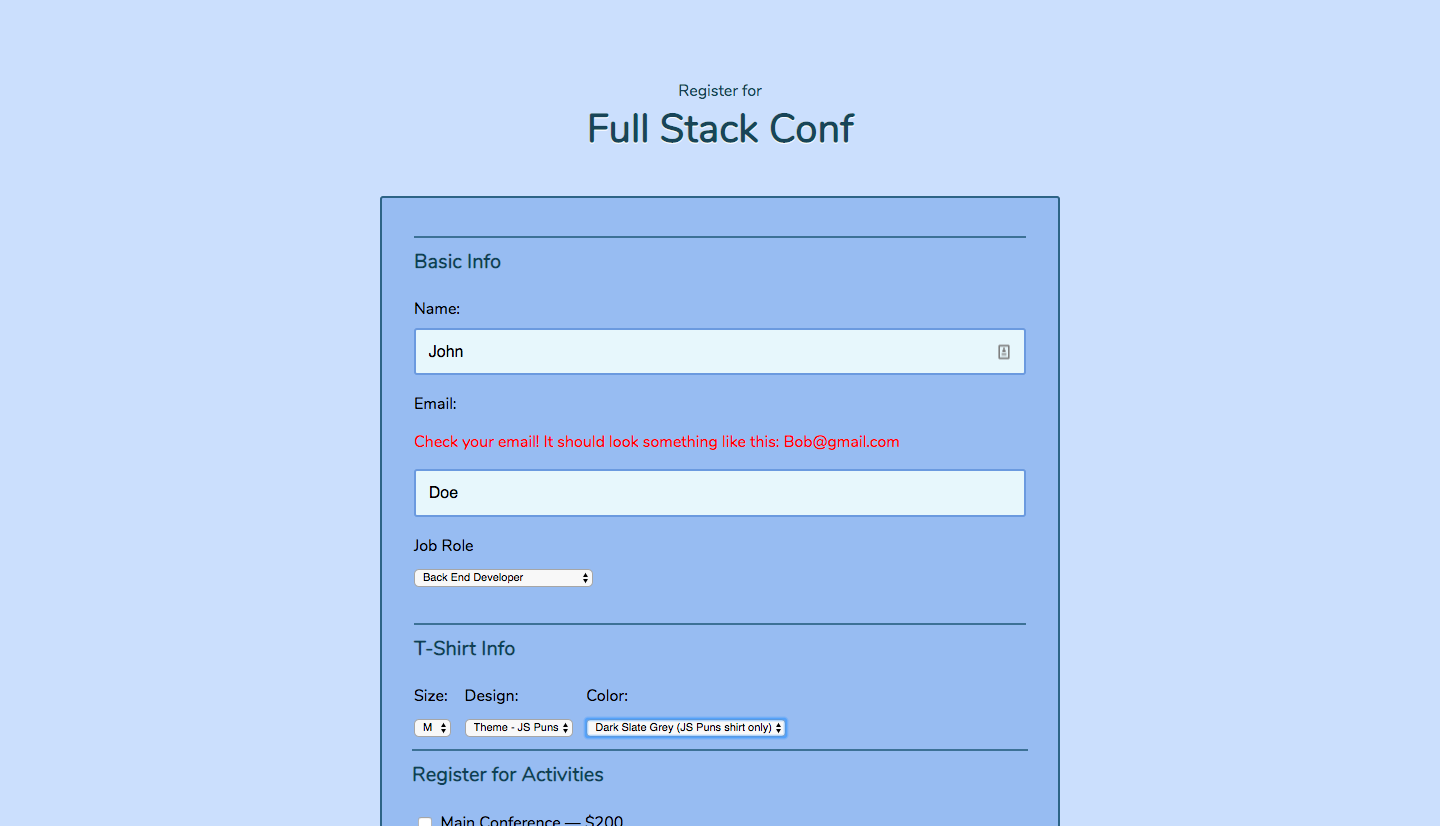 Register for
Full Stack Conf
Basic Info
Name:
John
Email:
Check your email! It should look something like this: Bob@gmail.com
Doe
Job Role
Back End Developer
T-Shirt Info
Size: Design: Color:
M Theme - JS Puns Dark Slate Grey (JS Puns shirt only)
Register for Activities
Main Conference — $200